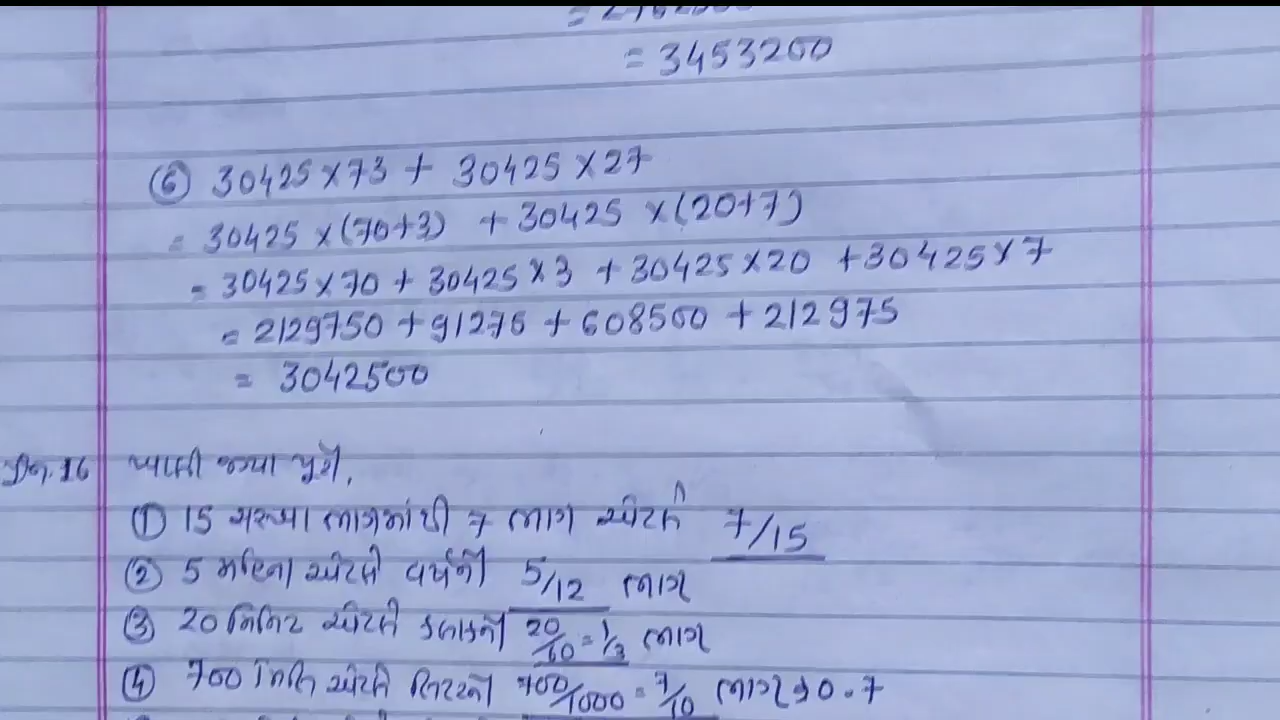 = 3453200
⑥ 30425×73 + 30425×27
= 30425 ×(70+3) + 30425 ×(20+7)
= 30425×70 + 30425×3 + 30425×20 + 30425×7
= 2129750 + 91275 + 608500 + 212975
= 3042500
પ્રશ્ન.16 ખાલી જગ્યા પૂરો.
① 15 સરખા ભાગમાંથી 7 ભાગ એટલે 7/15
② 5 મહિના એટલે વર્ષનો 5/12 ભાગ
③ 20 મિનિટ એટલે કલાકનો 20/60 = 1/3 ભાગ
④ 700 મિલિ એટલે લિટરનો 700/1000 = 7/10 ભાગ કે 0.7